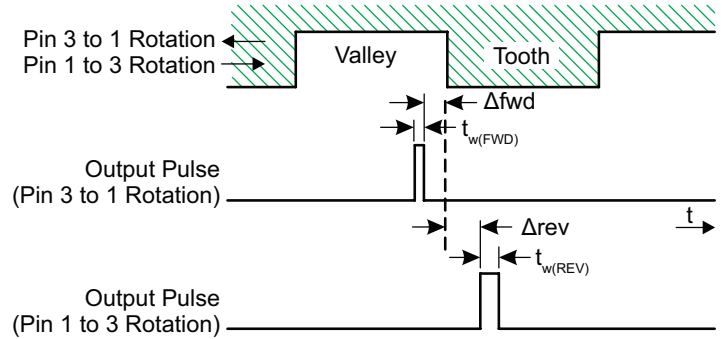 Pin 3 to 1 Rotation
Pin 1 to 3 Rotation
Valley
Tooth
Δfwd
tw(FWD)
Output Pulse
(Pin 3 to 1 Rotation)
t
Δrev
tw(REV)
Output Pulse
(Pin 1 to 3 Rotation)